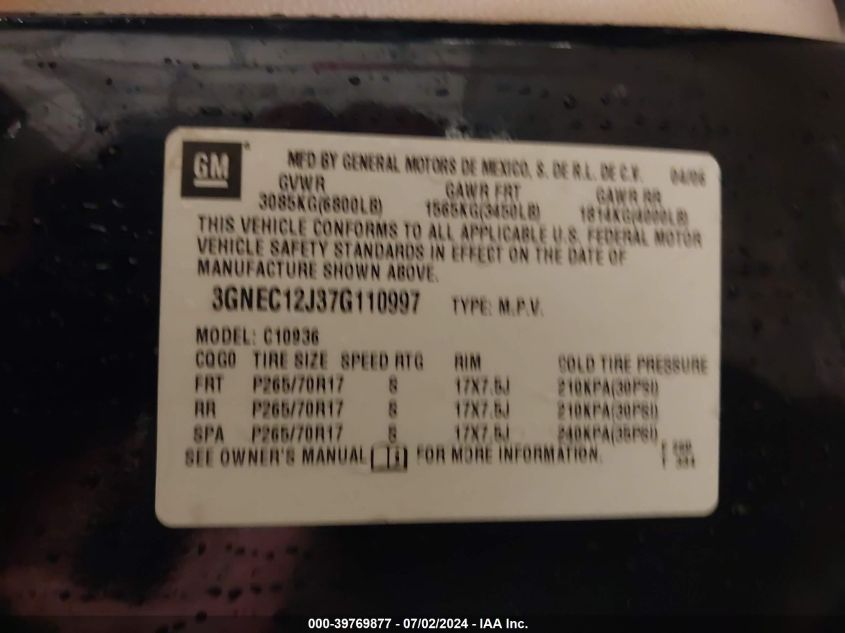 GM
MFD BY GENERAL MOTORS DE MEXICO, S. DE R.L. DE C.V. 04/06
GVWR GAWR FRT GAWR RR
3085KG(6800LB) 1565KG(3450LB) 1814KG(4000LB)
THIS VEHICLE CONFORMS TO ALL APPLICABLE U.S. FEDERAL MOTOR
VEHICLE SAFETY STANDARDS IN EFFECT ON THE DATE OF
MANUFACTURE SHOWN ABOVE.
3GNEC12J37G110997 TYPE: M.P.V.
MODEL: C10936
CQG0 TIRE SIZE SPEED RTG RIM COLD TIRE PRESSURE
FRT P265/70R17 S 17X7.5J 210KPA(30PSI)
RR P265/70R17 S 17X7.5J 210KPA(30PSI)
SPA P265/70R17 S 17X7.5J 240KPA(35PSI)
SEE OWNER'S MANUAL FOR MORE INFORMATION.
000-39769877 - 07/02/2024 - IAA Inc.